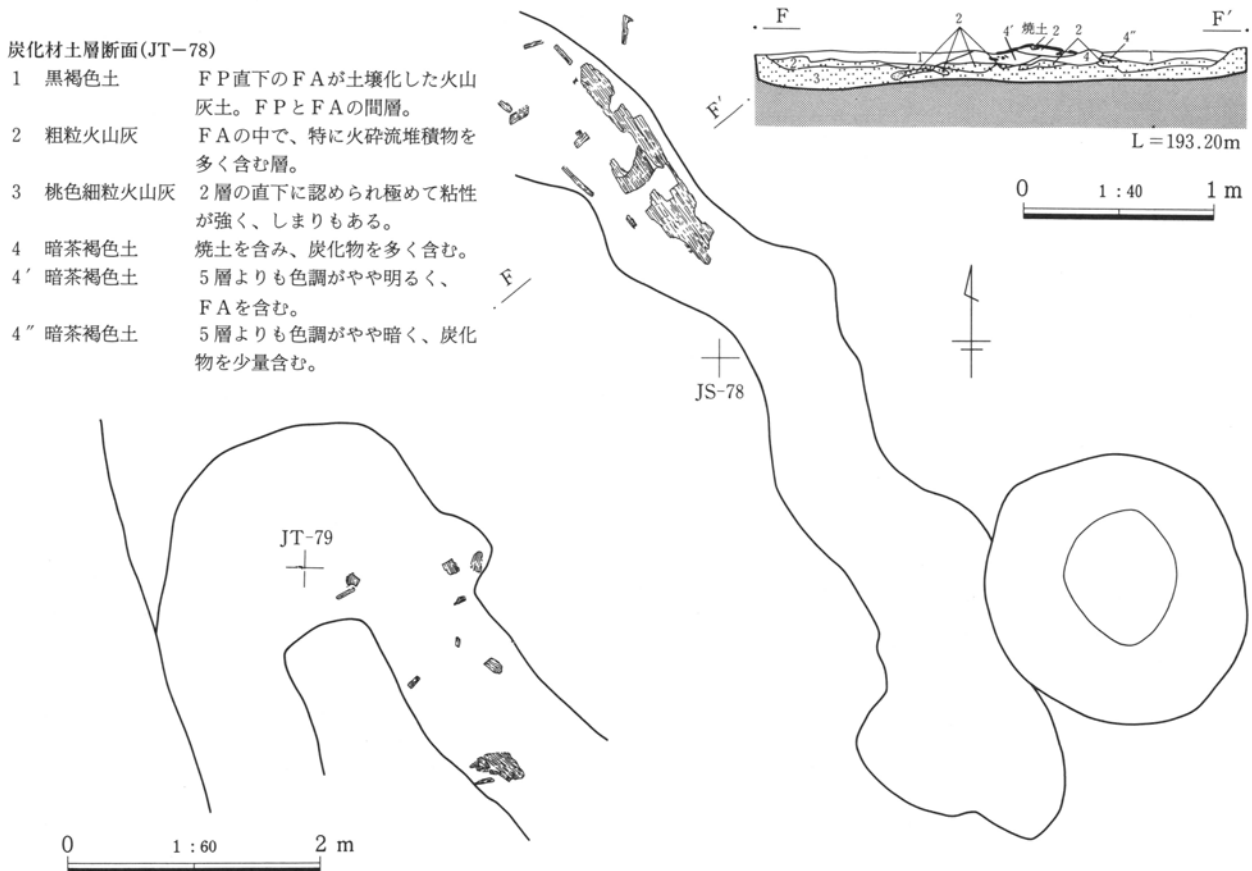 炭化材土層断面(JT－78)
1 黒褐色土 ＦＰ直下のＦＡが土壌化した火山
灰土。ＦＰとＦＡの間層。
2 粗粒火山灰 ＦＡの中で、特に火砕流堆積物を
多く含む層。
3 桃色細粒火山灰 2層の直下に認められ極めて粘性
が強く、しまりもある。
4 暗茶褐色土 焼土を含み、炭化物を多く含む。
4′ 暗茶褐色土 5層よりも色調がやや明るく、
ＦＡを含む。
4″ 暗茶褐色土 5層よりも色調がやや暗く、炭化
物を少量含む。
F F′
2 4′ 焼土 2 2 4″
2 3 1 4 1
L＝193.20m
0 1：40 1 m
F′
F
JS-78
JT-79
0 1：60 2 m